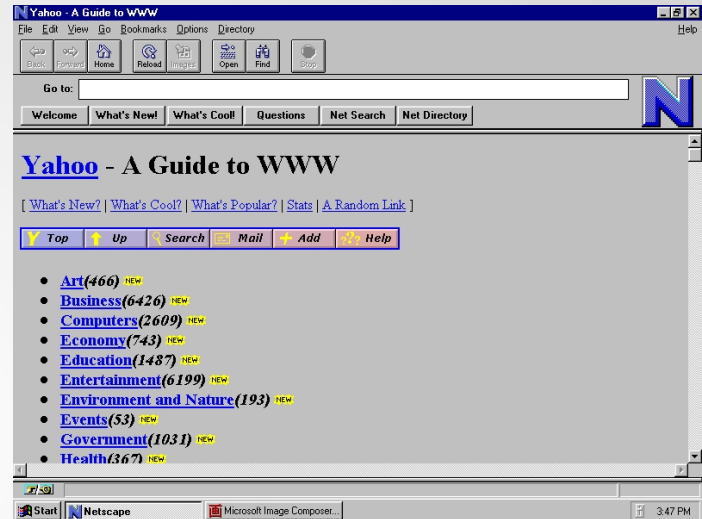 Yahoo - A Guide to WWW
File Edit View Go Bookmarks Options Directory Help
Back Forward Home Reload Images Open Find Stop
Go to:
N
Welcome What's New! What's Cool! Questions Net Search Net Directory
Yahoo - A Guide to WWW
[ What's New? | What's Cool? | What's Popular? | Stats | A Random Link ]
Y Top Up Search Mail Add ??? Help
Art(466) NEW
Business(6426) NEW
Computers(2609) NEW
Economy(743) NEW
Education(1487) NEW
Entertainment(6199) NEW
Environment and Nature(193) NEW
Events(53) NEW
Government(1031) NEW
Health(367) NEW
Start Netscape Microsoft Image Composer... 3:47 PM